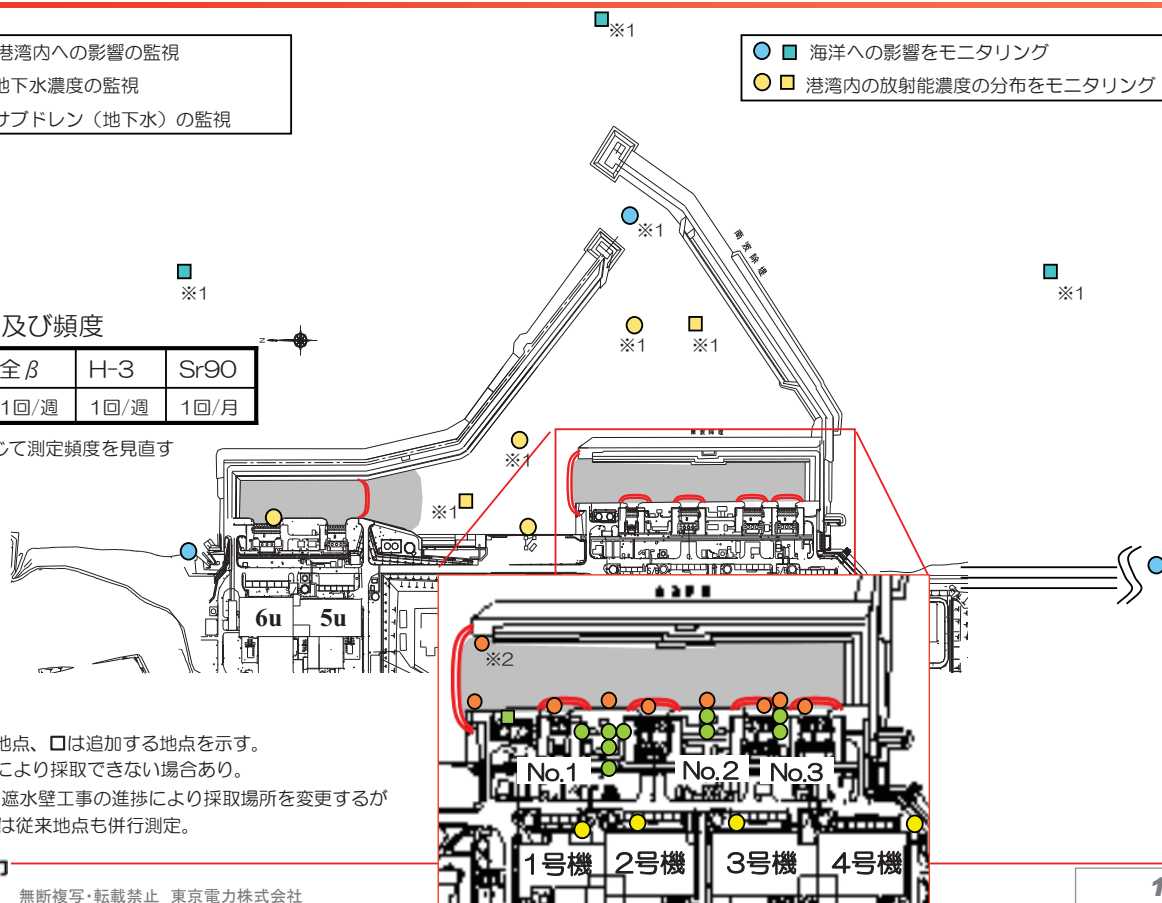 港湾内への影響の監視
地下水濃度の監視
サブドレン（地下水）の監視
海洋への影響をモニタリング
港湾内の放射能濃度の分布をモニタリング
※1
※1
南防波堤
※1
※1
及び頻度
Z
※1
※1
全β H-3 Sr90
1回/週 1回/週 1回/月
じて測定頻度を見直す
※1
※1
6u 5u
※2
地点、□は追加する地点を示す。
により採取できない場合あり。
遮水壁工事の進捗により採取場所を変更するが
は従来地点も併行測定。
No.1 No.2 No.3
1号機 2号機 3号機 4号機
無断複写・転載禁止 東京電力株式会社
1